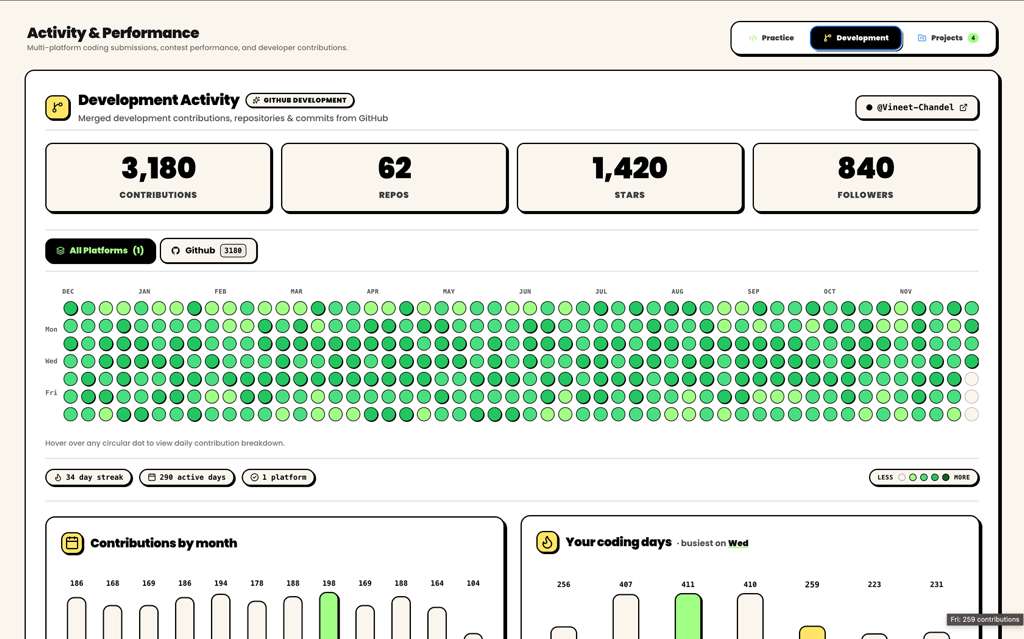 Activity & Performance
Multi-platform coding submissions, contest performance, and developer contributions.
Practice
Development
Projects 4
Development Activity
GITHUB DEVELOPMENT
Merged development contributions, repositories & commits from GitHub
@Vineet-Chandel
3,180
CONTRIBUTIONS
62
REPOS
1,420
STARS
840
FOLLOWERS
All Platforms (1)
Github 3180
DEC JAN FEB MAR APR MAY JUN JUL AUG SEP OCT NOV
Mon
Wed
Fri
Hover over any circular dot to view daily contribution breakdown.
34 day streak
290 active days
1 platform
LESS MORE
Contributions by month
186 168 169 186 194 178 188 198 169 188 164 104
Your coding days · busiest on Wed
256 407 411 410 259 223 231
Fri: 259 contributions